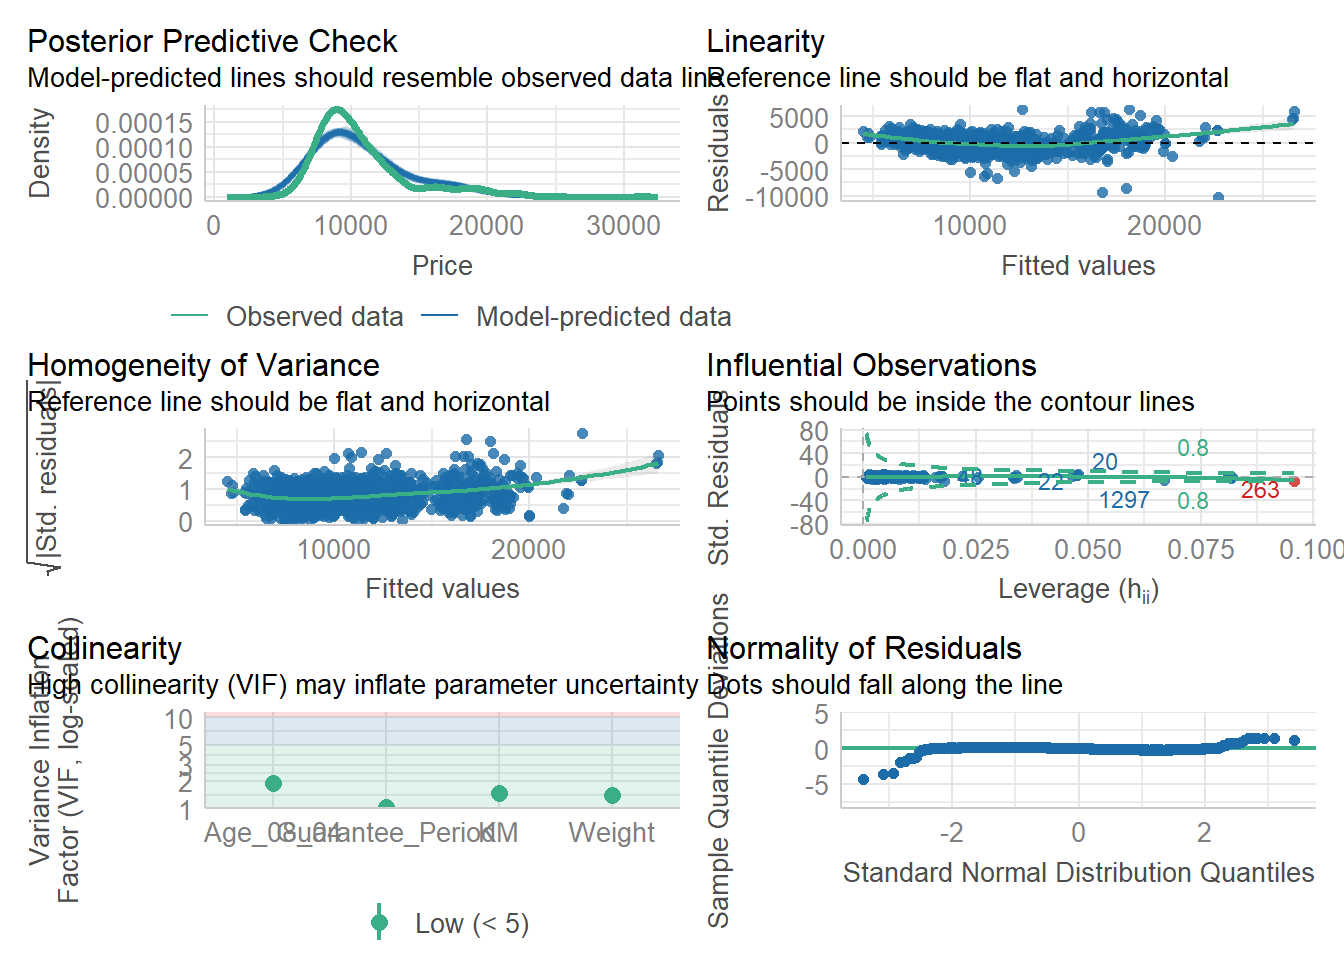 Posterior Predictive Check
Model-predicted lines should resemble observed data line
Density
0.00015
0.00010
0.00005
0.00000
0
10000
20000
30000
Price
Observed data
Model-predicted data
Linearity
Reference line should be flat and horizontal
Residuals
5000
0
-5000
-10000
10000
20000
Fitted values
Homogeneity of Variance
Reference line should be flat and horizontal
√|Std. residuals|
2
1
0
10000
20000
Fitted values
Influential Observations
Points should be inside the contour lines
Std. Residuals
80
40
0
-40
-80
0.8
20
22
1297
0.8
263
0.000
0.025
0.050
0.075
0.100
Leverage (hii)
Collinearity
High collinearity (VIF) may inflate parameter uncertainty
Variance Inflation
Factor (VIF, log-scaled)
10
5
3
2
1
Age_08_04
Guarantee_Period
KM
Weight
Low (< 5)
Normality of Residuals
Dots should fall along the line
Sample Quantile Deviations
5
0
-5
-2
0
2
Standard Normal Distribution Quantiles